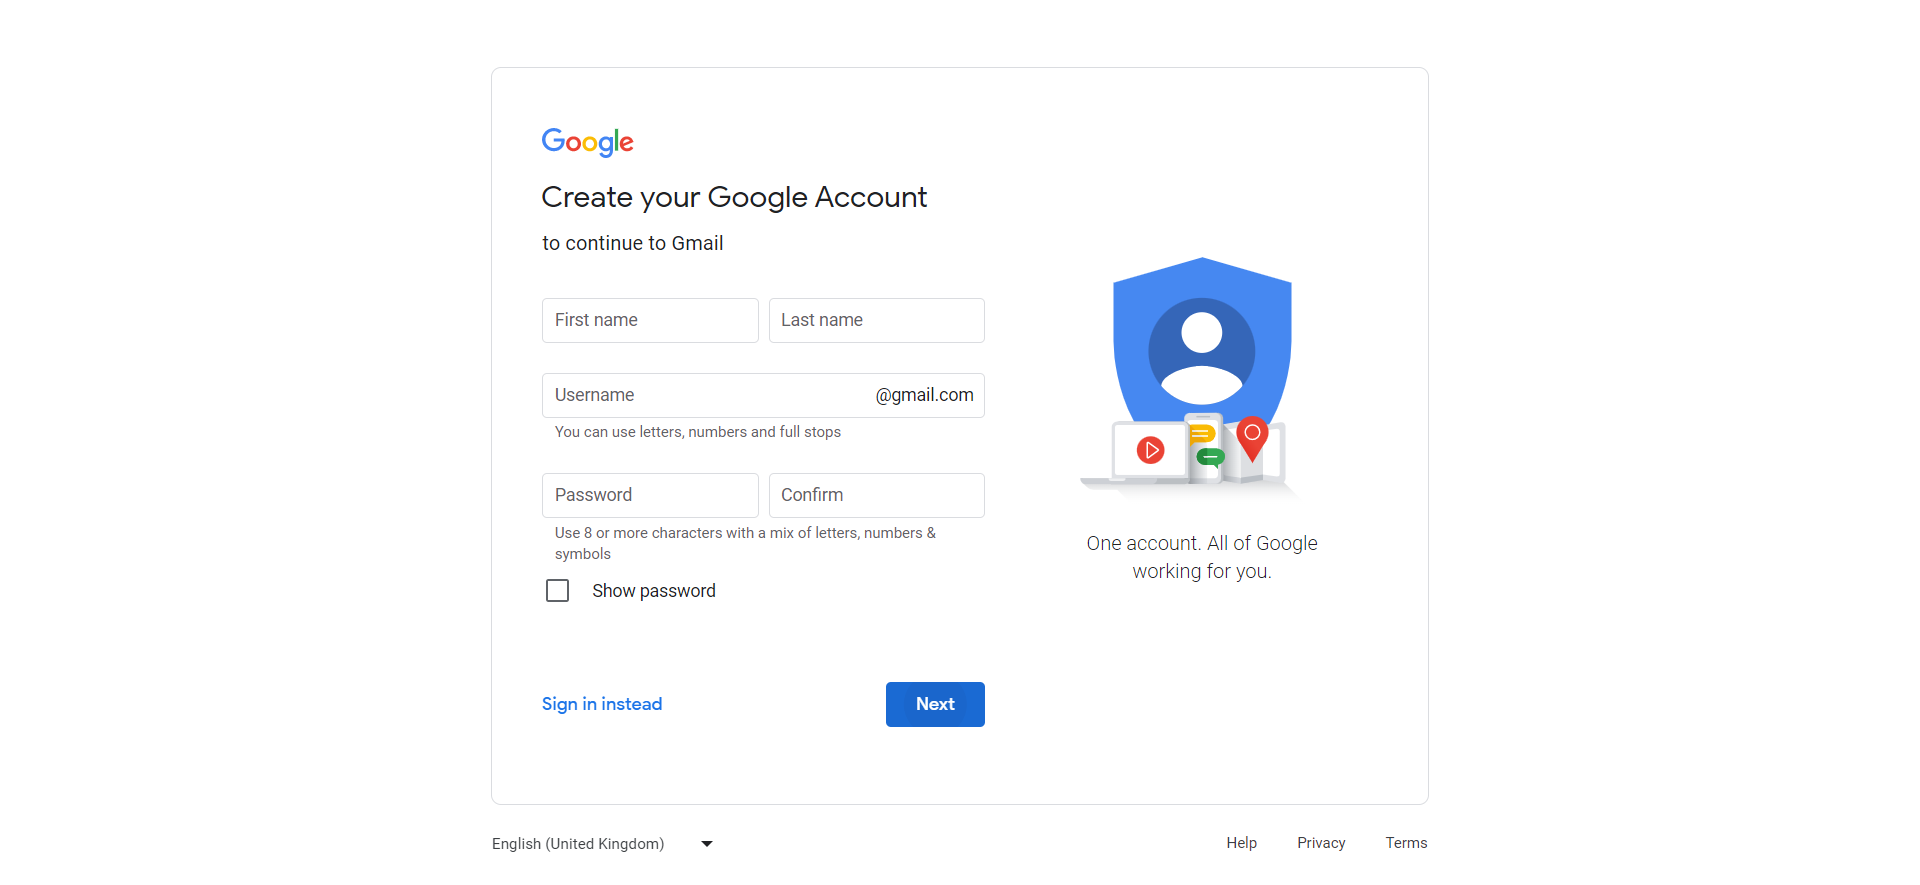 Google
Create your Google Account
to continue to Gmail
First name
Last name
Username
@gmail.com
You can use letters, numbers and full stops
Password
Confirm
Use 8 or more characters with a mix of letters, numbers &
symbols
Show password
Sign in instead
Next
One account. All of Google
working for you.
English (United Kingdom)
Help
Privacy
Terms